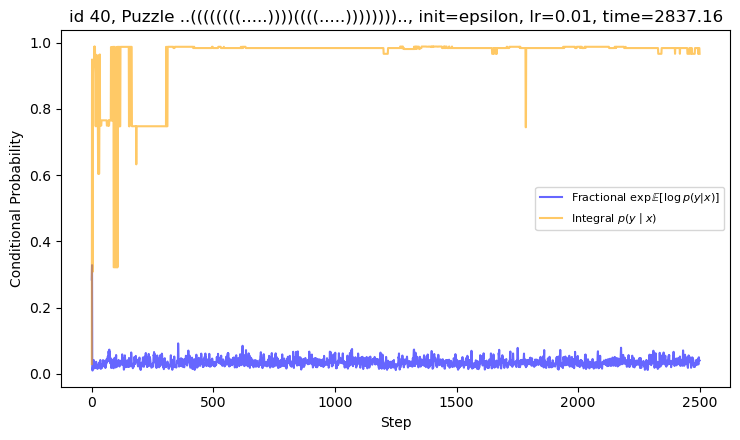 id 40, Puzzle ..((((((((.....))))((((.....)))))))).., init=epsilon, lr=0.01, time=2837.16
Conditional Probability
1.0
0.8
0.6
0.4
0.2
0.0
Fractional exp𝔼[log p(y|x)]
Integral p(y | x)
0
500
1000
1500
2000
2500
Step